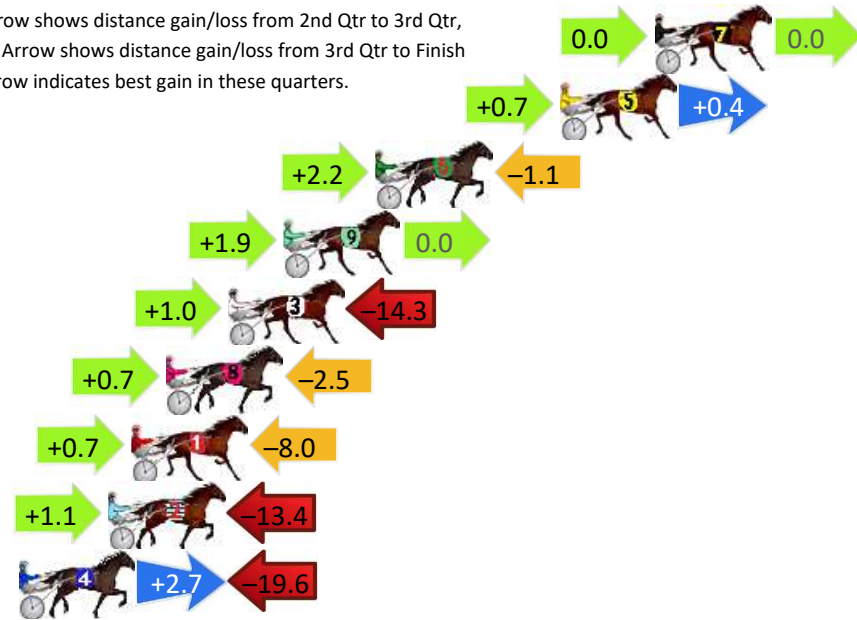 row shows distance gain/loss from 2nd Qtr to 3rd Qtr,
Arrow shows distance gain/loss from 3rd Qtr to Finish
row indicates best gain in these quarters.
0.0 7 0.0
+0.7 5 +0.4
+2.2 6 –1.1
+1.9 9 0.0
+1.0 3 –14.3
+0.7 8 –2.5
+0.7 1 –8.0
+1.1 2 –13.4
4 +2.7 –19.6